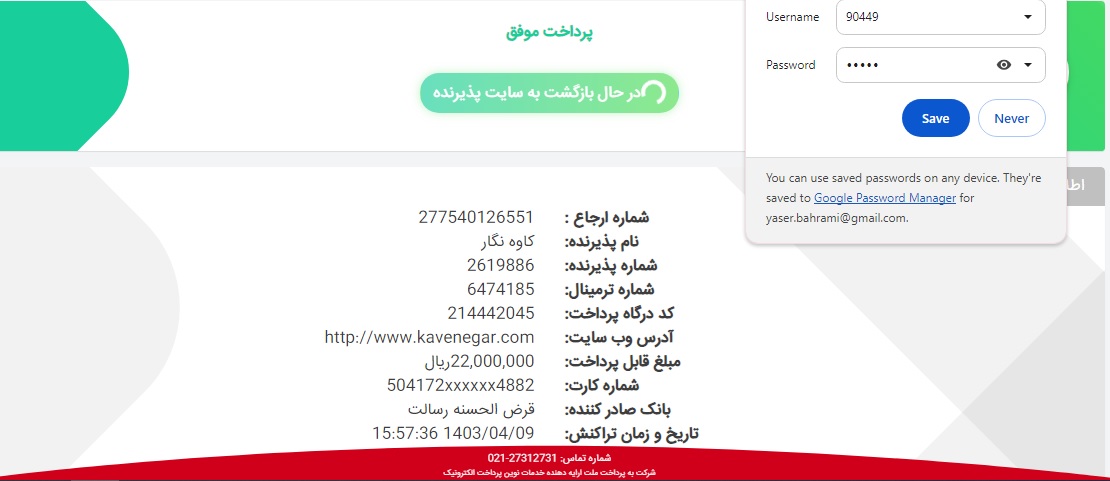 پرداخت موفق
در حال بازگشت به سایت پذیرنده
Username 90449
Password •••••
Save Never
You can use saved passwords on any device. They're
saved to Google Password Manager for
yaser.bahrami@gmail.com.
شماره ارجاع : 277540126551
نام پذیرنده: کاوه نگار
شماره پذیرنده: 2619886
شماره ترمینال: 6474185
کد درگاه پرداخت: 214442045
آدرس وب سایت: http://www.kavenegar.com
مبلغ قابل پرداخت: 22,000,000ریال
شماره کارت: 504172xxxxxx4882
بانک صادر کننده: قرض الحسنه رسالت
تاریخ و زمان تراکنش: 1403/04/09 15:57:36
شماره تماس: 27312731-021
شرکت به پرداخت ملت ارایه دهنده خدمات نوین پرداخت الکترونیک